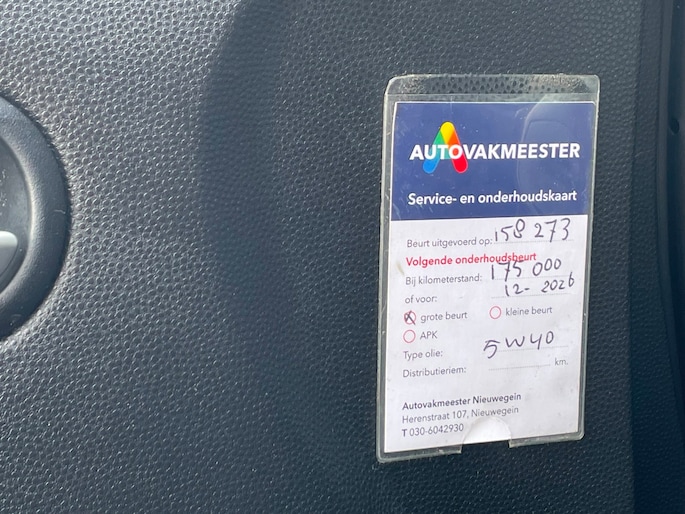 AUTOVAKMEESTER
Service- en onderhoudskaart
Beurt uitgevoerd op: 158 273
Volgende onderhoudsbeurt
Bij kilometerstand: 175 000
of voor: 12-2026
grote beurt kleine beurt
APK
Type olie: 5W40
Distributieriem: km.
Autovakmeester Nieuwegein
Herenstraat 107, Nieuwegein
T 030-6042930